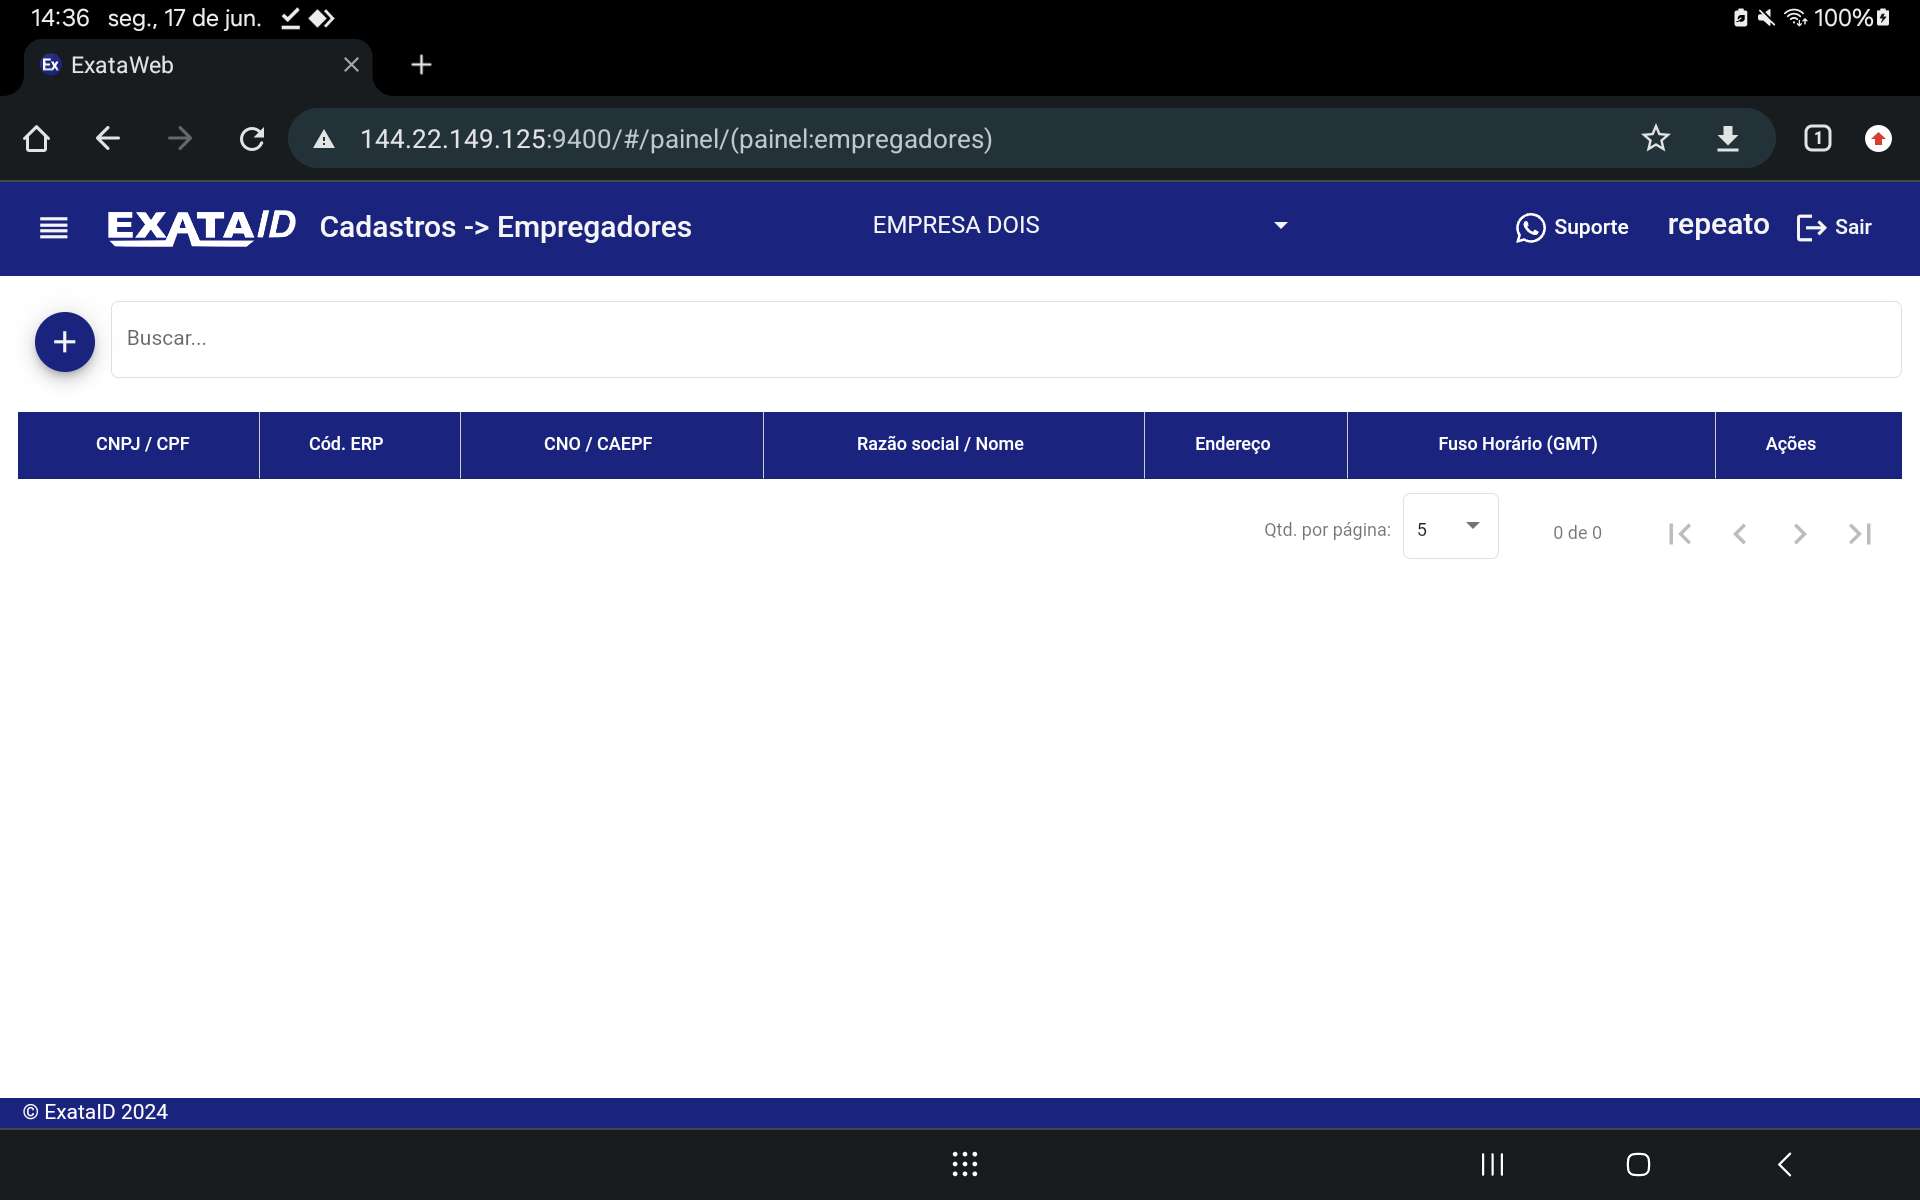 14:36 seg., 17 de jun. 100%
Ex ExataWeb
144.22.149.125:9400/#/painel/(painel:empregadores) 1
EXATAID Cadastros -> Empregadores EMPRESA DOIS Suporte repeato Sair
Buscar...
CNPJ / CPF Cód. ERP CNO / CAEPF Razão social / Nome Endereço Fuso Horário (GMT) Ações
Qtd. por página: 5 0 de 0
© ExataID 2024